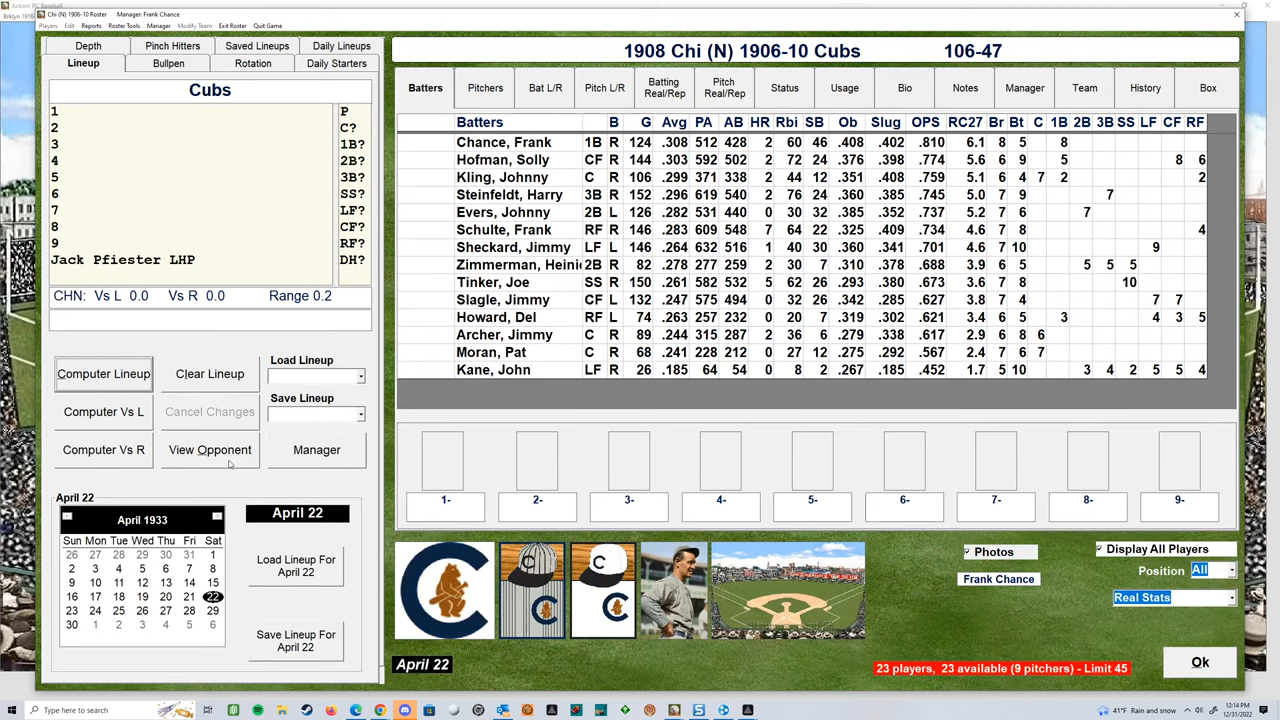 Action! PC Baseball
Chi (N) 1906-10 Roster Manager: Frank Chance
Players Edit Reports Roster Tools Manager Modify Team Exit Roster Quit Game
Depth Pinch Hitters Saved Lineups Daily Lineups
Lineup Bullpen Rotation Daily Starters
Cubs
1 P
2 C?
3 1B?
4 2B?
5 3B?
6 SS?
7 LF?
8 CF?
9 RF?
Jack Pfiester LHP DH?
CHN: Vs L 0.0 Vs R 0.0 Range 0.2
Computer Lineup Clear Lineup Load Lineup
Computer Vs L Cancel Changes Save Lineup
Computer Vs R View Opponent Manager
April 22
April 1933
Sun Mon Tue Wed Thu Fri Sat
26 27 28 29 30 31 1
2 3 4 5 6 7 8
9 10 11 12 13 14 15
16 17 18 19 20 21 22
23 24 25 26 27 28 29
30 1 2 3 4 5 6
April 22
Load Lineup For
April 22
Save Lineup For
April 22
1908 Chi (N) 1906-10 Cubs 106-47
Batters Pitchers Bat L/R Pitch L/R Batting Real/Rep Pitch Real/Rep Status Usage Bio Notes Manager Team History Box
Batters B G Avg PA AB HR Rbi SB Ob Slug OPS RC27 Br Bt C 1B 2B 3B SS LF CF RF
Chance, Frank 1B R 124 .308 512 428 2 60 46 .408 .402 .810 6.1 8 5 8
Hofman, Solly CF R 144 .303 592 502 2 72 24 .376 .398 .774 5.6 6 9 5 8 6
Kling, Johnny C R 106 .299 371 338 2 44 12 .351 .408 .759 5.1 6 4 7 2 2
Steinfeldt, Harry 3B R 152 .296 619 540 2 76 24 .360 .385 .745 5.0 7 9 7
Evers, Johnny 2B L 126 .282 531 440 0 30 32 .385 .352 .737 5.2 7 6 7
Schulte, Frank RF R 146 .283 609 548 7 64 22 .325 .409 .734 4.6 7 8 4
Sheckard, Jimmy LF L 146 .264 632 516 1 40 30 .360 .341 .701 4.6 7 10 9
Zimmerman, Heini 2B R 82 .278 277 259 2 30 7 .310 .378 .688 3.9 6 5 5 5 5
Tinker, Joe SS R 150 .261 582 532 5 62 26 .293 .380 .673 3.6 7 8 10
Slagle, Jimmy CF L 132 .247 575 494 0 32 26 .342 .285 .627 3.8 7 4 7 7
Howard, Del RF L 74 .263 257 232 0 20 7 .319 .302 .621 3.4 6 5 3 4 3 5
Archer, Jimmy C R 89 .244 315 287 2 36 6 .279 .338 .617 2.9 6 8 6
Moran, Pat C R 68 .241 228 212 0 27 12 .275 .292 .567 2.4 7 6 7
Kane, John LF R 26 .185 64 54 0 8 2 .267 .185 .452 1.7 5 10 3 4 2 5 5 4
1- 2- 3- 4- 5- 6- 7- 8- 9-
Photos
Frank Chance
Display All Players
Position All
Real Stats
April 22
23 players, 23 available (9 pitchers) - Limit 45
Ok
Type here to search
41°F Rain and snow
12:14 PM
12/31/2022